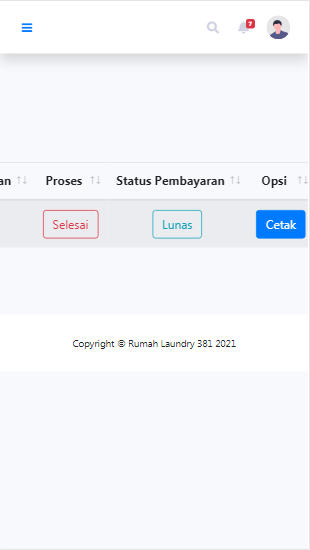 7
an Proses Status Pembayaran Opsi
Selesai Lunas Cetak
Copyright © Rumah Laundry 381 2021